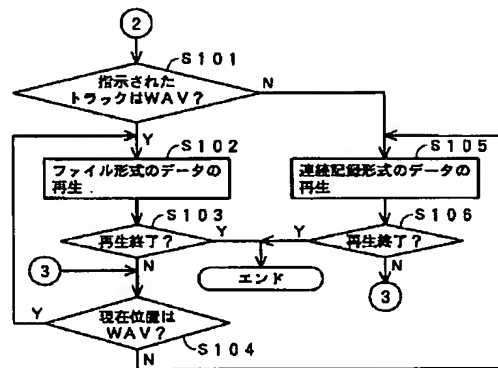 2
S101
指示された
トラックはWAV?
N
Y
S102
S105
ファイル形式のデータの
再生
連続記録形式のデータの
再生
S103
S106
再生終了?
Y
Y
再生終了?
3
N
エンド
N
3
Y
現在位置は
WAV?
S104
N